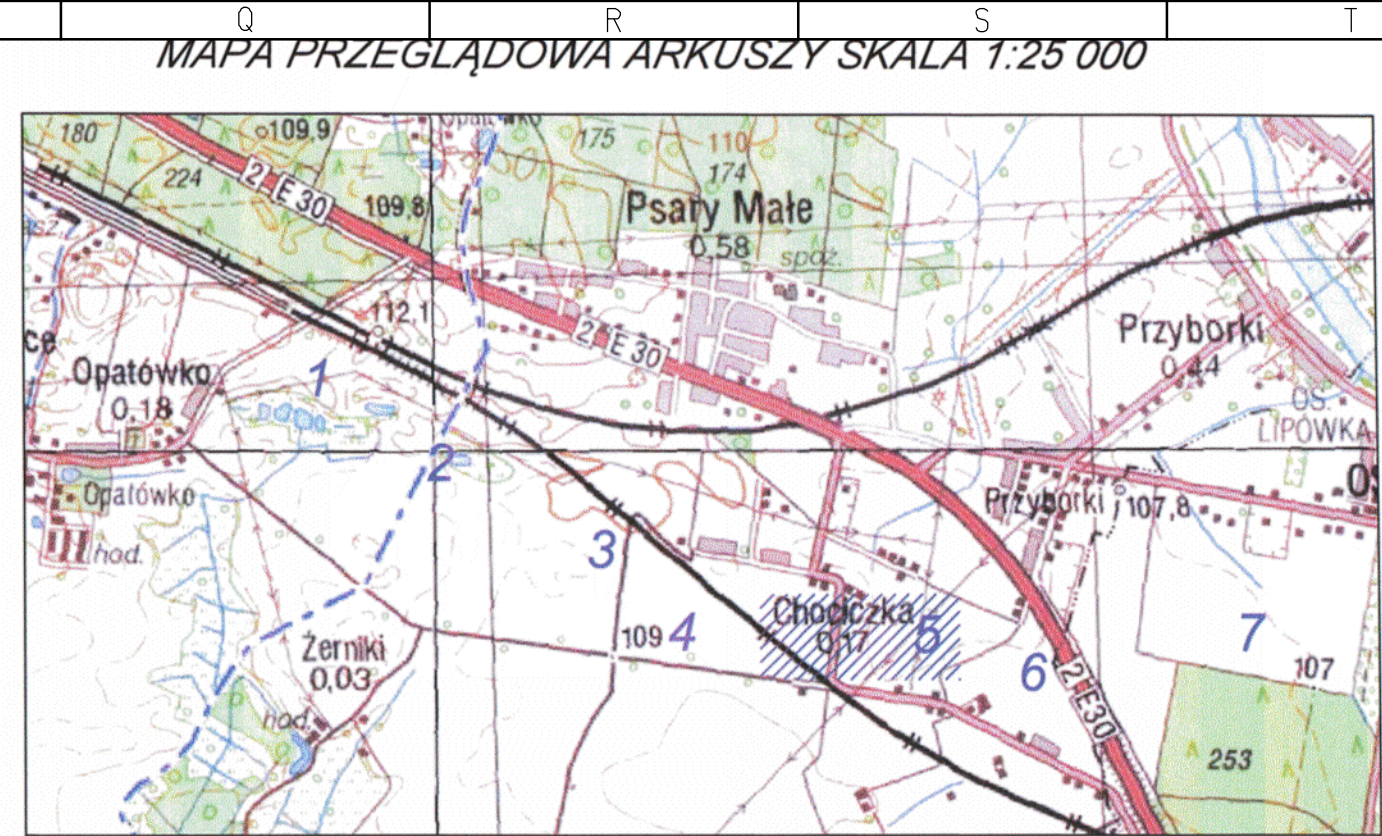 Q R S T
MAPA PRZEGLĄDOWA ARKUSZY SKALA 1:25 000
180
109,9
175
110
174
224
2 E 30
109,8
Psary Małe
0,58
spoż.
112,1
ce
Opatówko
0,18
1
2 E 30
Przyborki
0,44
OS.
LIPÓWKA
2
Opatówko
hod.
Przyborki
107,8
3
Chociczka
0,17
109
4
5
6
7
Żerniki
0,03
107
2 E30
hod.
253